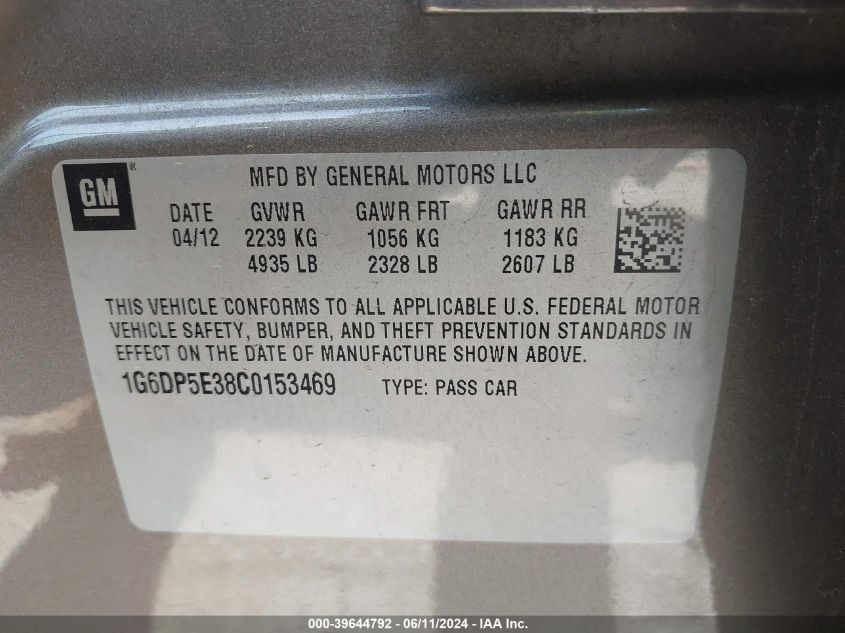 GM ® MFD BY GENERAL MOTORS LLC
DATE GVWR GAWR FRT GAWR RR
04/12 2239 KG 1056 KG 1183 KG
4935 LB 2328 LB 2607 LB
THIS VEHICLE CONFORMS TO ALL APPLICABLE U.S. FEDERAL MOTOR
VEHICLE SAFETY, BUMPER, AND THEFT PREVENTION STANDARDS IN
EFFECT ON THE DATE OF MANUFACTURE SHOWN ABOVE.
1G6DP5E38C0153469 TYPE: PASS CAR
000-39644792 - 06/11/2024 - IAA Inc.